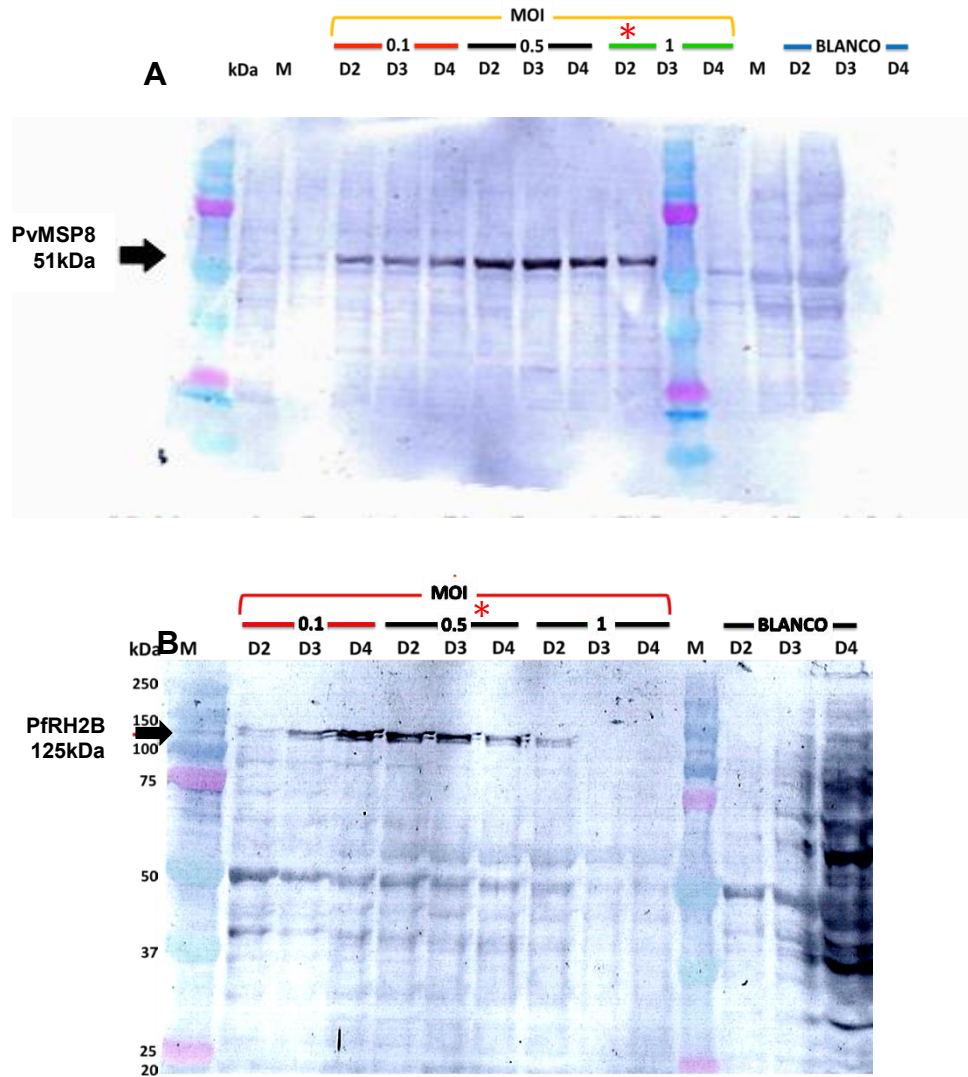 MOI
0.1 0.5 * 1 BLANCO
A kDa M D2 D3 D4 D2 D3 D4 D2 D3 D4 M D2 D3 D4
PvMSP8
51kDa
MOI
0.1 0.5 * 1 BLANCO
kDa B M D2 D3 D4 D2 D3 D4 D2 D3 D4 M D2 D3 D4
250
150
PfRH2B
125kDa
100
75
50
37
25
20